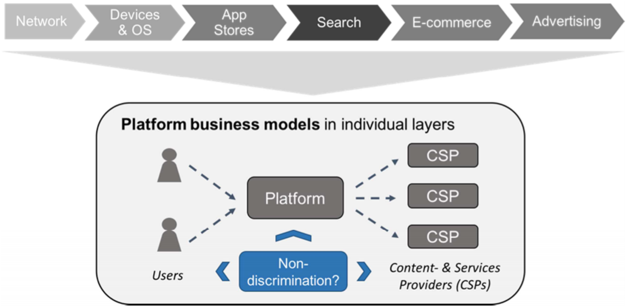 Network
Devices
& OS
App
Stores
Search
E-commerce
Advertising
Platform business models in individual layers
CSP
Platform
CSP
CSP
Non-
discrimination?
Users
Content- & Services
Providers (CSPs)